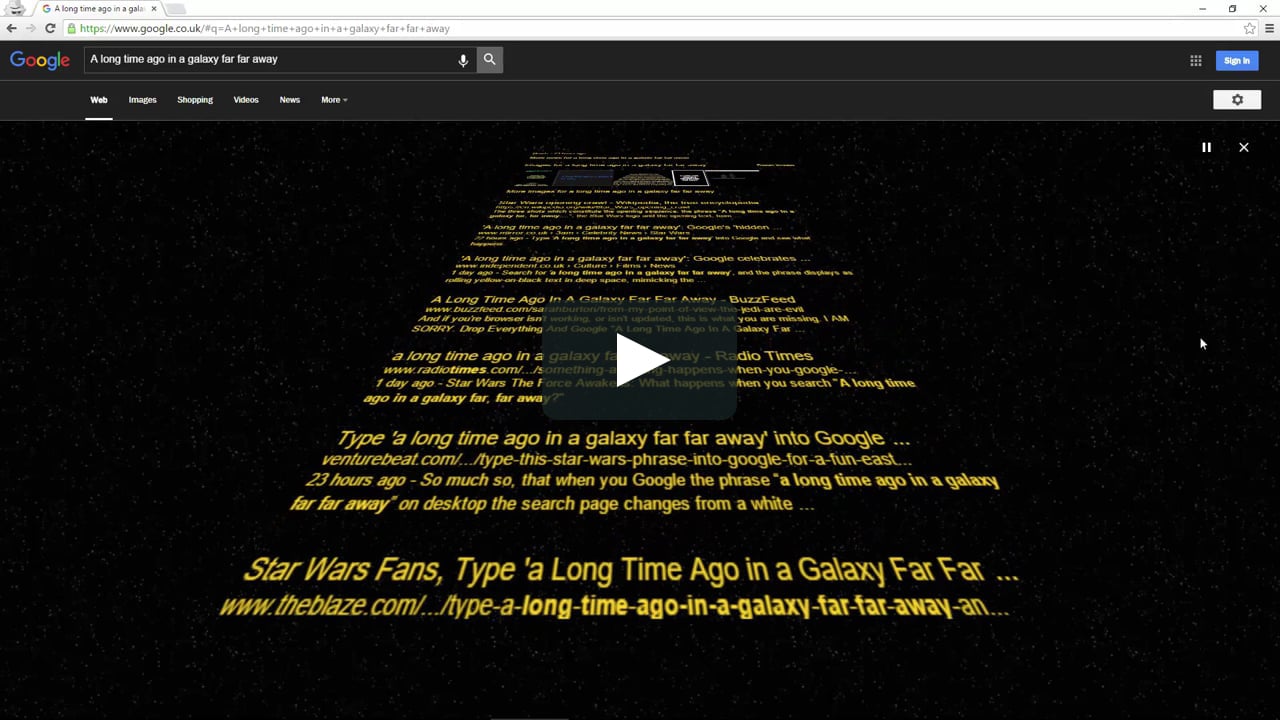 A long time ago in a gala
https://www.google.co.uk/#q=A+long+time+ago+in+a+galaxy+far+far+away
Google
A long time ago in a galaxy far far away
Sign in
Web Images Shopping Videos News More
More images for a long time ago in a galaxy far far away
Star Wars opening crawl - Wikipedia, the free encyclopedia
https://en.wikipedia.org/wiki/Star_Wars_opening_crawl
The three shots which constitute the opening sequence, the phrase "A long time ago in a
galaxy far, far away...", the Star Wars logo and the opening text, have
'A long time ago in a galaxy far far away': Google's 'hidden ...
www.mirror.co.uk › 3am › Celebrity News › Star Wars
22 hours ago - Type 'A long time ago in a galaxy far far away' into Google and see what
happens
'A long time ago in a galaxy far far away': Google celebrates ...
www.independent.co.uk › Culture › Films › News
1 day ago - Search for 'a long time ago in a galaxy far far away', and the phrase displays as
rolling yellow-on-black text in deep space, mimicking the ...
A Long Time Ago In A Galaxy Far Far Away - BuzzFeed
www.buzzfeed.com/sarahburton/from-my-point-of-view-the-jedi-are-evil
And if you're browser isn't working, or isn't updated, this is what you are missing. I AM
SORRY. Drop Everything And Google "A Long Time Ago In A Galaxy Far ...
a long time ago in a galaxy far far away - Radio Times
www.radiotimes.com/.../something-amazing-happens-when-you-google-...
1 day ago - Star Wars The Force Awakens: What happens when you search "A long time
ago in a galaxy far, far away?"
Type 'a long time ago in a galaxy far far away' into Google ...
venturebeat.com/.../type-this-star-wars-phrase-into-google-for-a-fun-east...
23 hours ago - So much so, that when you Google the phrase "a long time ago in a galaxy
far far away" on desktop the search page changes from a white ...
Star Wars Fans, Type 'a Long Time Ago in a Galaxy Far Far ...
www.theblaze.com/.../type-a-long-time-ago-in-a-galaxy-far-far-away-an...